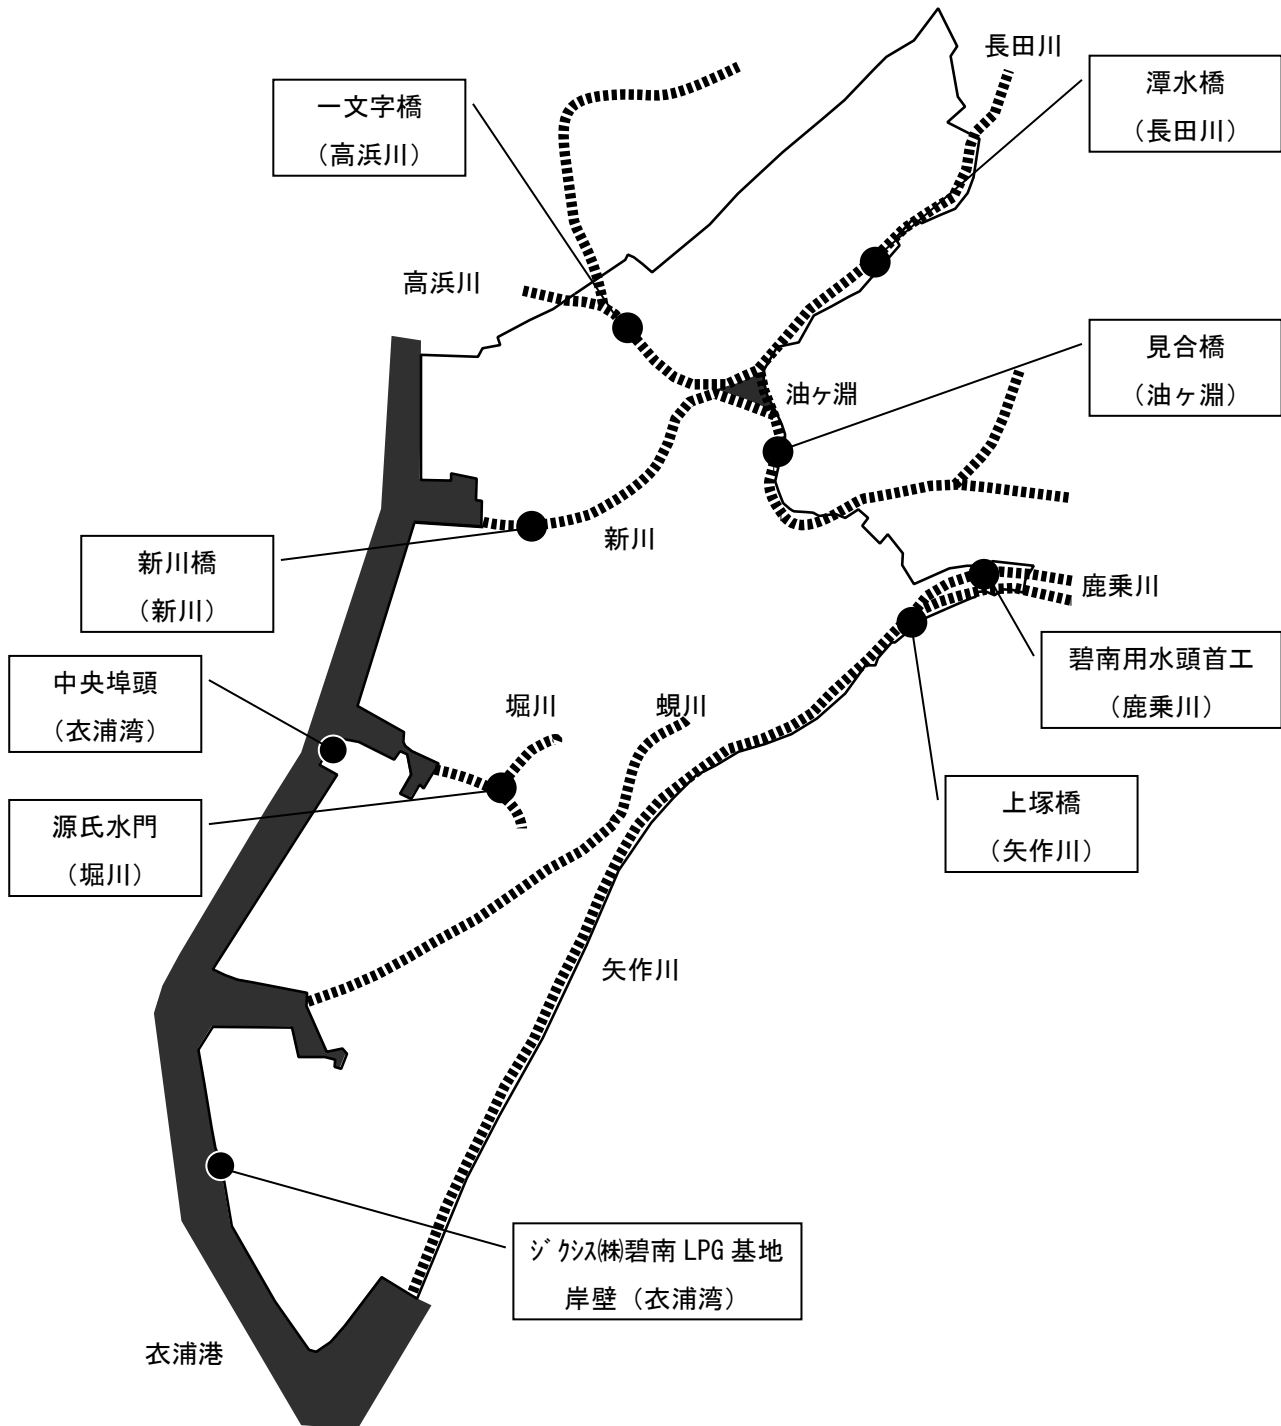 長田川
一文字橋
（高浜川）
潭水橋
（長田川）
高浜川
見合橋
（油ヶ淵）
油ヶ淵
新川
新川橋
（新川）
鹿乗川
碧南用水頭首工
（鹿乗川）
中央埠頭
（衣浦湾）
堀川
蜆川
上塚橋
（矢作川）
源氏水門
（堀川）
矢作川
ｼﾞｸｼｽ㈱碧南 LPG 基地
岸壁（衣浦湾）
衣浦港